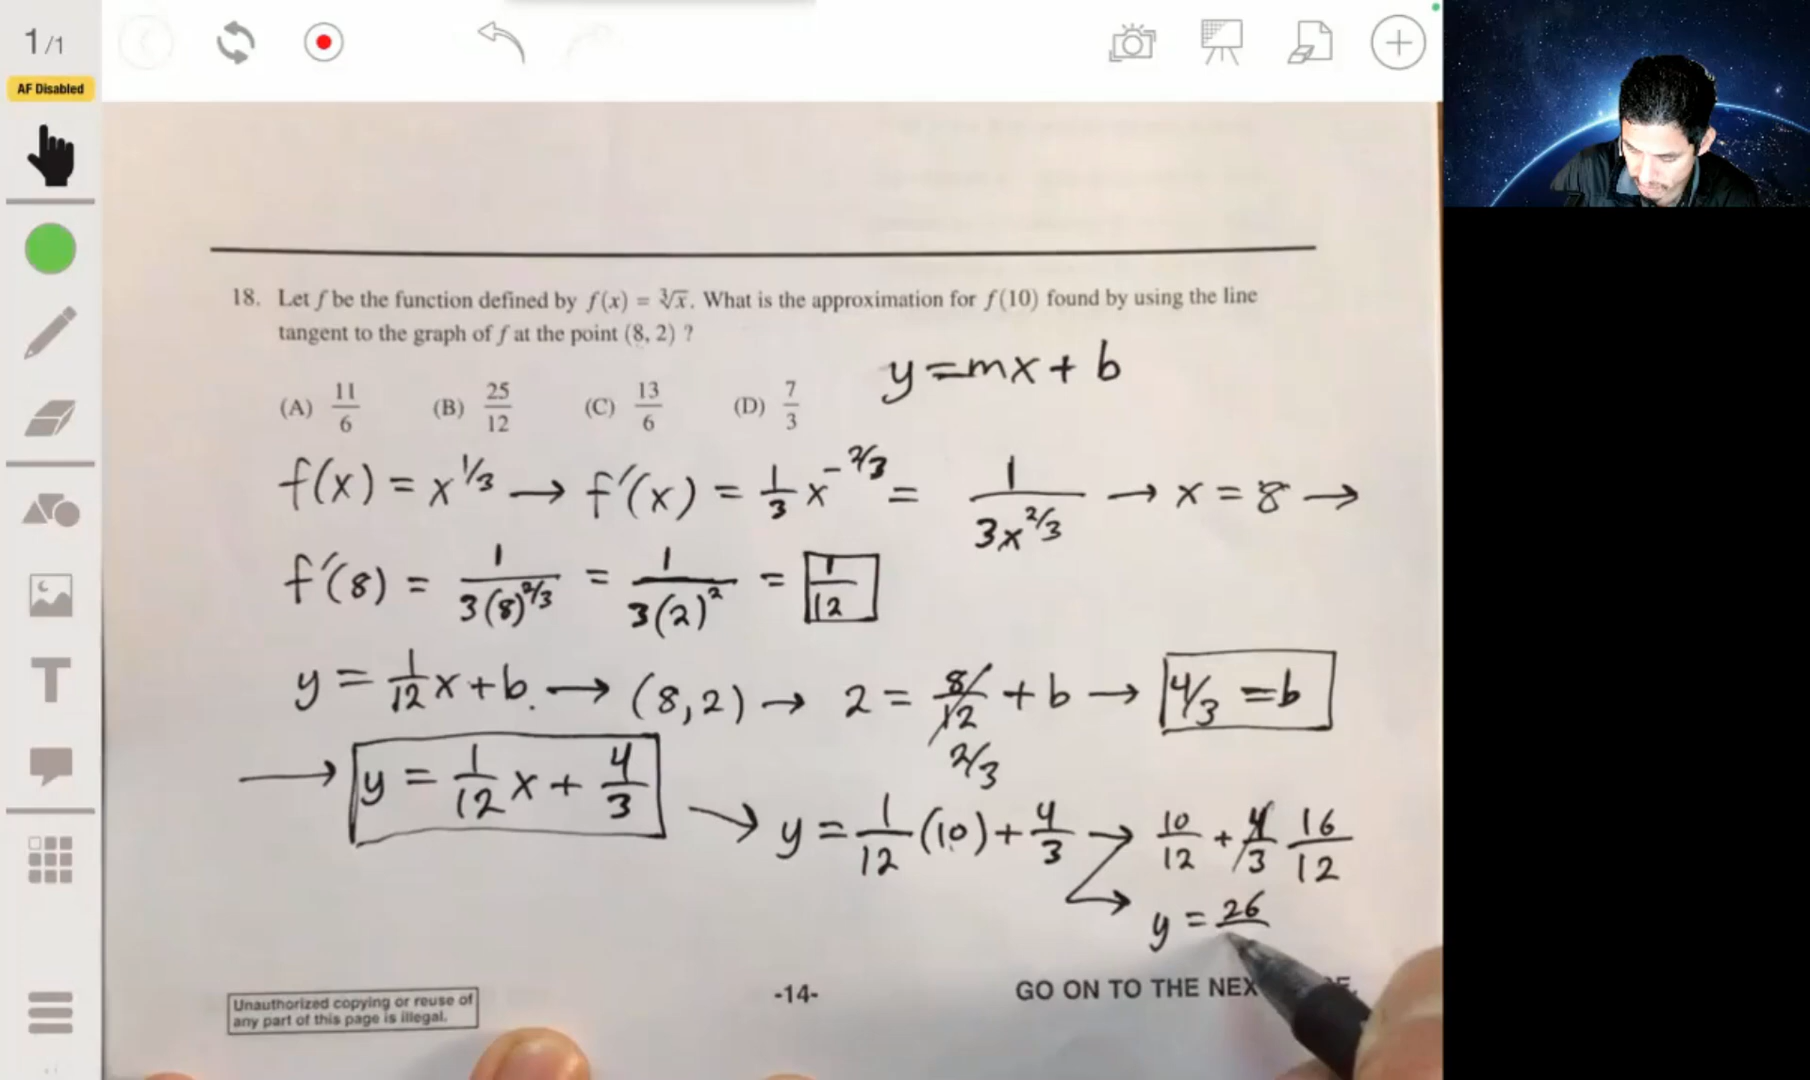 1/1
AF Disabled
18. Let f be the function defined by f(x) = ∛x. What is the approximation for f(10) found by using the line
tangent to the graph of f at the point (8, 2) ?
y = mx + b
(A) 11/6 (B) 25/12 (C) 13/6 (D) 7/3
f(x) = x^1/3 → f'(x) = 1/3 x^-2/3 = 1/3x^2/3 → x = 8 →
f'(8) = 1/3(8)^2/3 = 1/3(2)^2 = 1/12
y = 1/12 x + b. → (8,2) → 2 = 8/12 + b → 4/3 = b
2/3
→ y = 1/12 x + 4/3
→ y = 1/12 (10) + 4/3 → 10/12 + 4/3 16/12
→ y = 26
Unauthorized copying or reuse of
any part of this page is illegal.
-14-
GO ON TO THE NEX
T